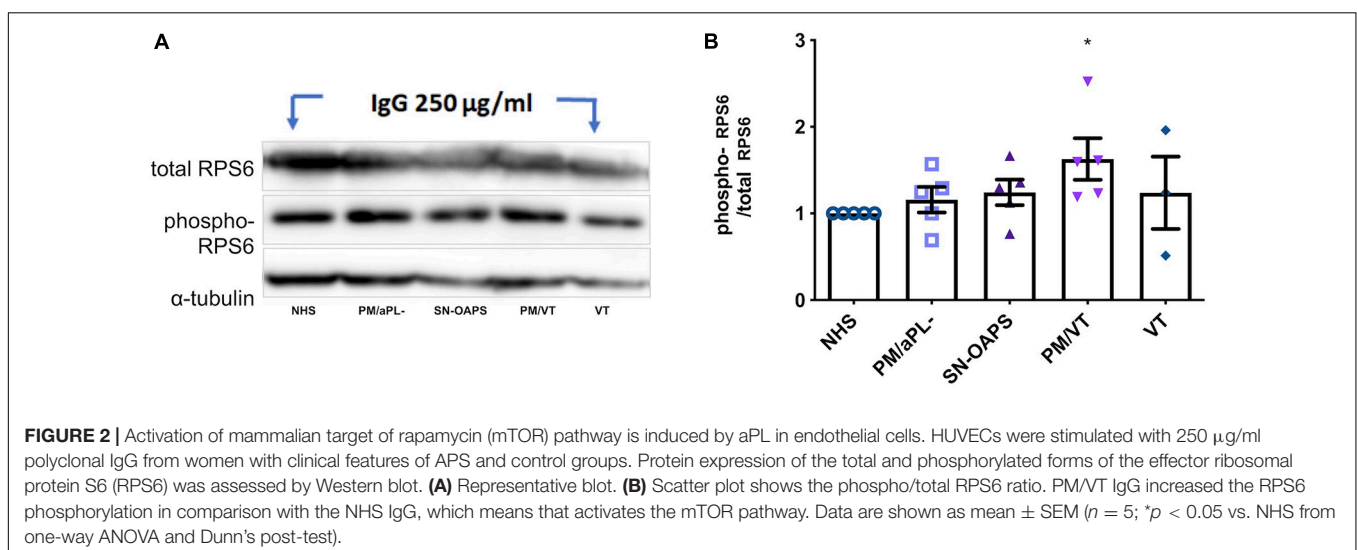 A
IgG 250 µg/ml
total RPS6
phospho-
RPS6
α-tubulin
NHS PM/aPL- SN-OAPS PM/VT VT
B
phospho- RPS6
/total RPS6
3
2
1
0
*
NHS
PM/aPL-
SN-OAPS
PM/VT
VT
FIGURE 2 | Activation of mammalian target of rapamycin (mTOR) pathway is induced by aPL in endothelial cells. HUVECs were stimulated with 250 µg/ml
polyclonal IgG from women with clinical features of APS and control groups. Protein expression of the total and phosphorylated forms of the effector ribosomal
protein S6 (RPS6) was assessed by Western blot. (A) Representative blot. (B) Scatter plot shows the phospho/total RPS6 ratio. PM/VT IgG increased the RPS6
phosphorylation in comparison with the NHS IgG, which means that activates the mTOR pathway. Data are shown as mean ± SEM (n = 5; *p < 0.05 vs. NHS from
one-way ANOVA and Dunn's post-test).